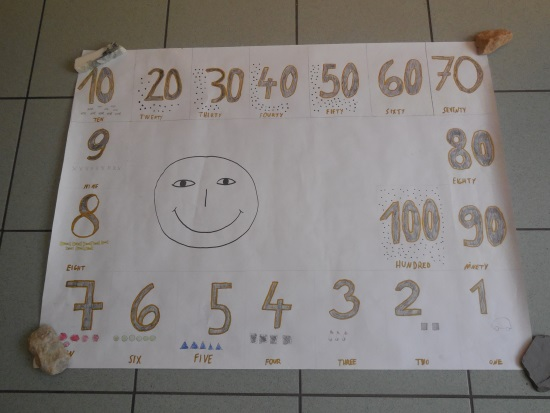 10 20 30 40 50 60 70
TEN TWENTY THIRTY FIFTY SIXTY SEVENTY
9 80
NINE EIGHTY
8 100 90
EIGHT HUNDRED NINETY
7 6 5 4 3 2 1
SIX FIVE FOUR THREE TWO ONE